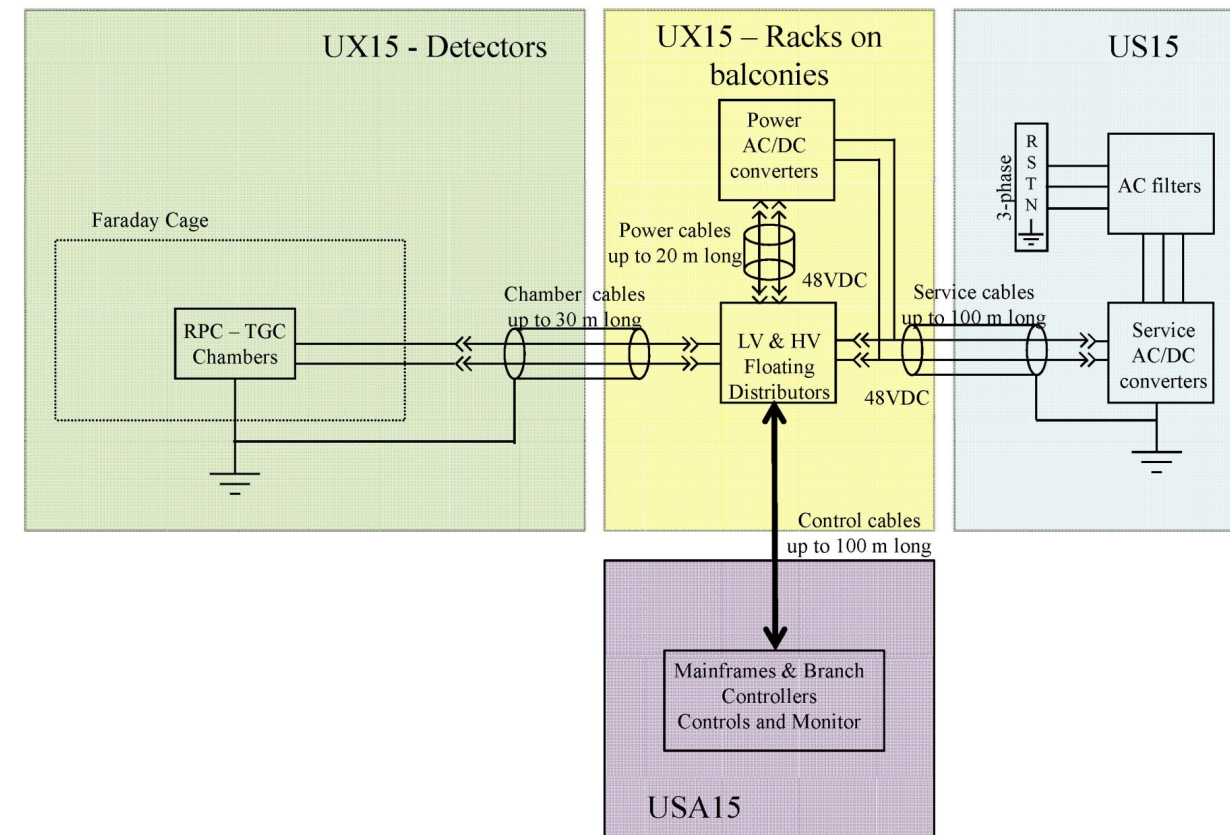 UX15 - Detectors
Faraday Cage
RPC – TGC
Chambers
Chamber cables
up to 30 m long
UX15 – Racks on
balconies
Power
AC/DC
converters
Power cables
up to 20 m long
48VDC
LV & HV
Floating
Distributors
48VDC
Service cables
up to 100 m long
US15
3-phase
R
S
T
N
AC filters
Service
AC/DC
converters
Control cables
up to 100 m long
Mainframes & Branch
Controllers
Controls and Monitor
USA15